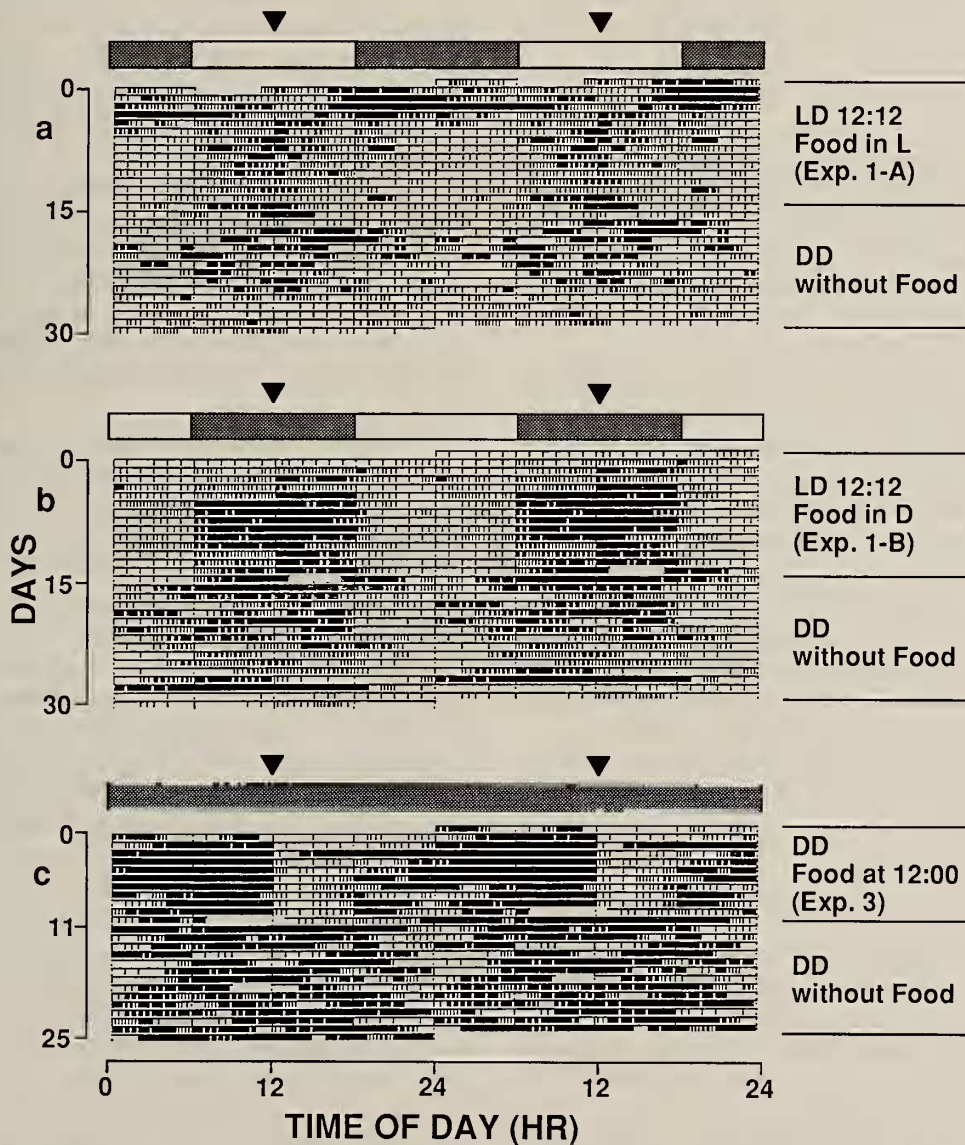 a
0
15
30
LD 12:12
Food in L
(Exp. 1-A)
DD
without Food
b
0
15
30
DAYS
LD 12:12
Food in D
(Exp. 1-B)
DD
without Food
c
0
11
25
DD
Food at 12:00
(Exp. 3)
DD
without Food
0 12 24 12 24
TIME OF DAY (HR)